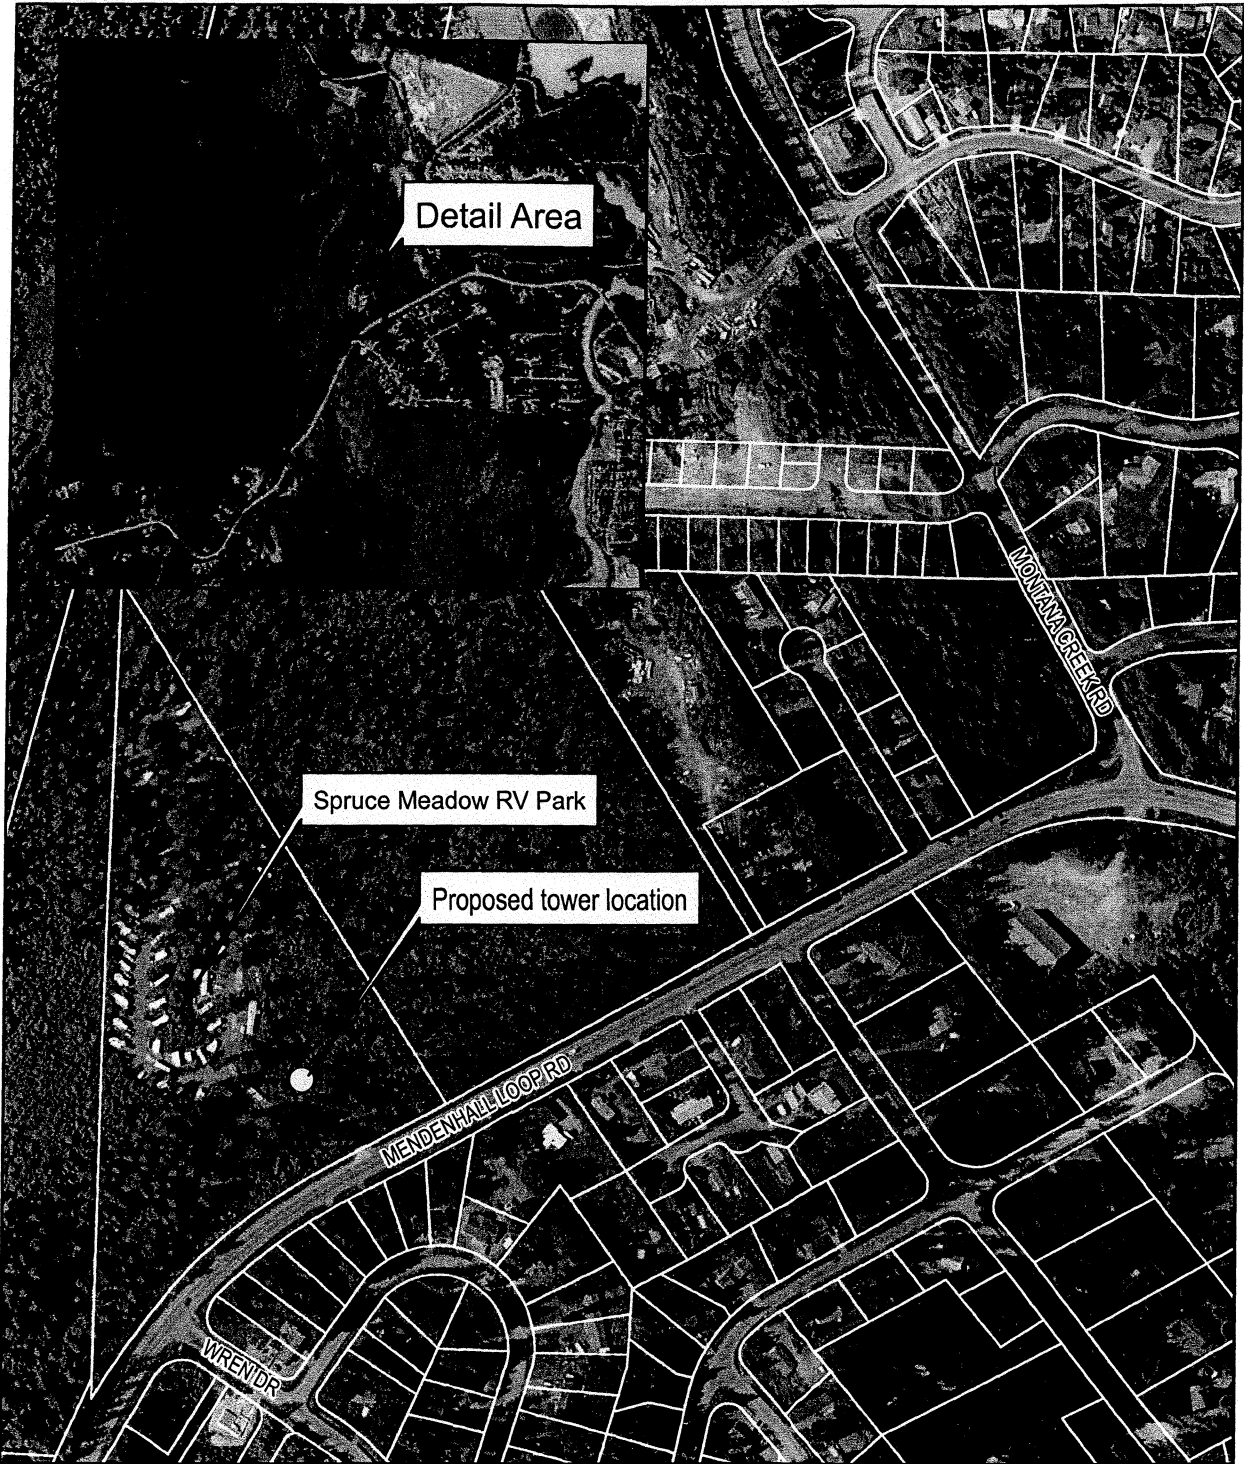 Detail Area
MONTANA CREEK RD
Spruce Meadow RV Park
Proposed tower location
MENDENHALL LOOP RD
WREN DR